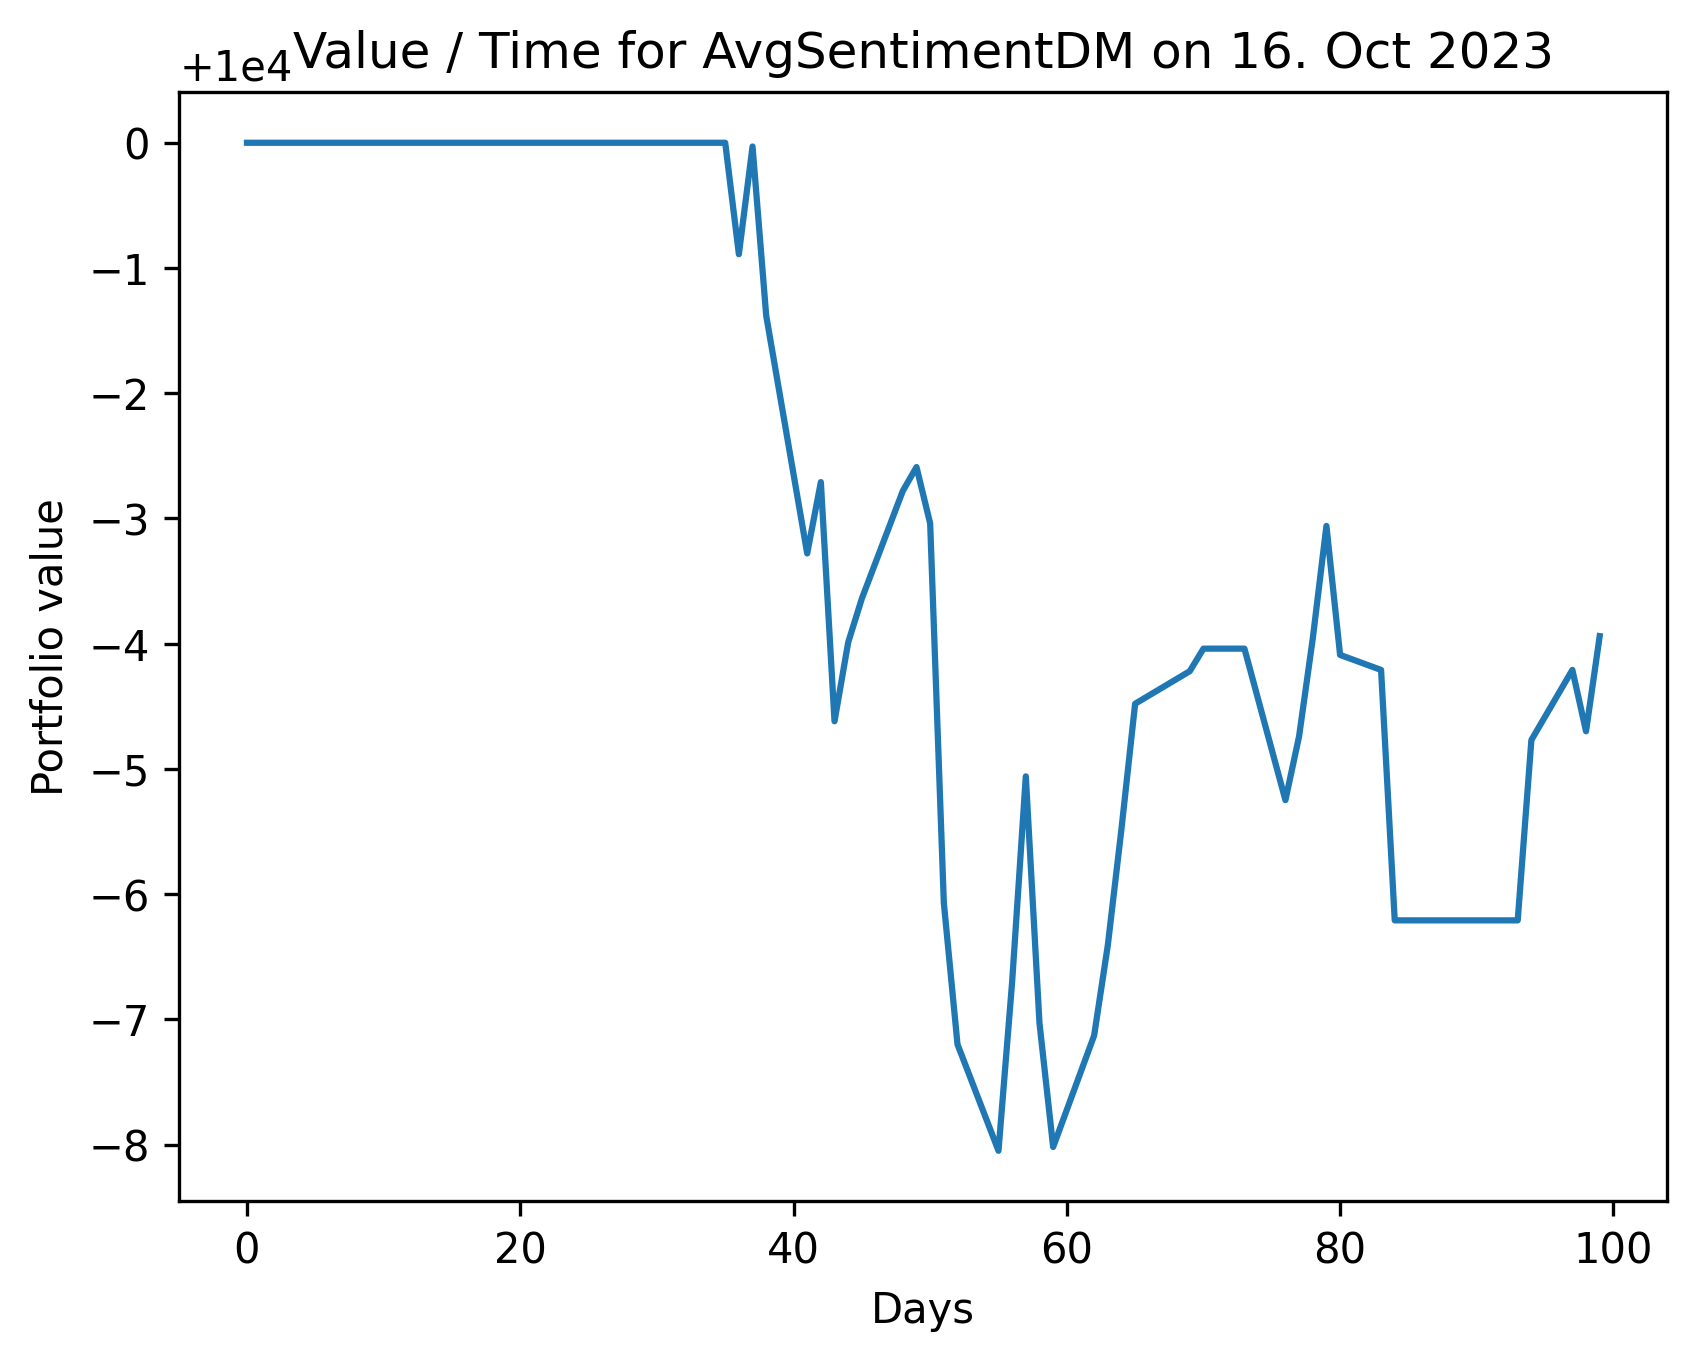 Value / Time for AvgSentimentDM on 16. Oct 2023
+1e4
0
−1
−2
−3
−4
−5
−6
−7
−8
Portfolio value
0 20 40 60 80 100
Days